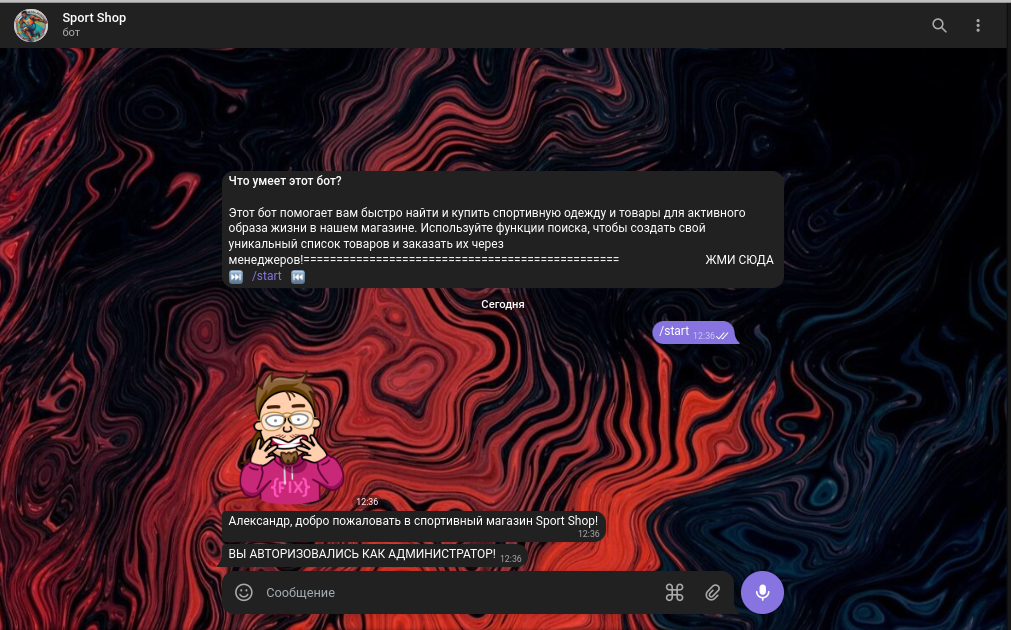 Sport Shop
бот
Что умеет этот бот?
Этот бот помогает вам быстро найти и купить спортивную одежду и товары для активного
образа жизни в нашем магазине. Используйте функции поиска, чтобы создать свой
уникальный список товаров и заказать их через
менеджеров!=============================================== ЖМИ СЮДА
⏭ /start ⏮
Сегодня
/start 12:36
{FIX}
12:36
Александр, добро пожаловать в спортивный магазин Sport Shop!
12:36
ВЫ АВТОРИЗОВАЛИСЬ КАК АДМИНИСТРАТОР! 12:36
Сообщение